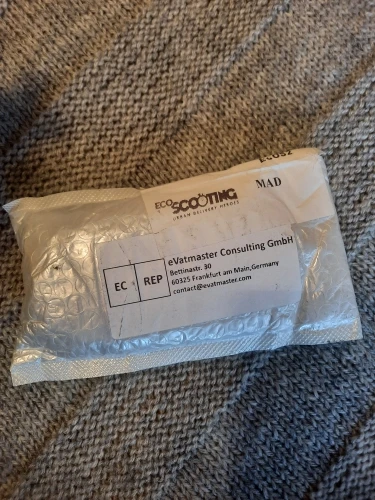 ECO SCOOTING
URBAN DELIVERY HEROES
MAD
EC REP
eVatmaster Consulting GmbH
Bettinastr. 30
60325 Frankfurt am Main,Germany
contact@evatmaster.com